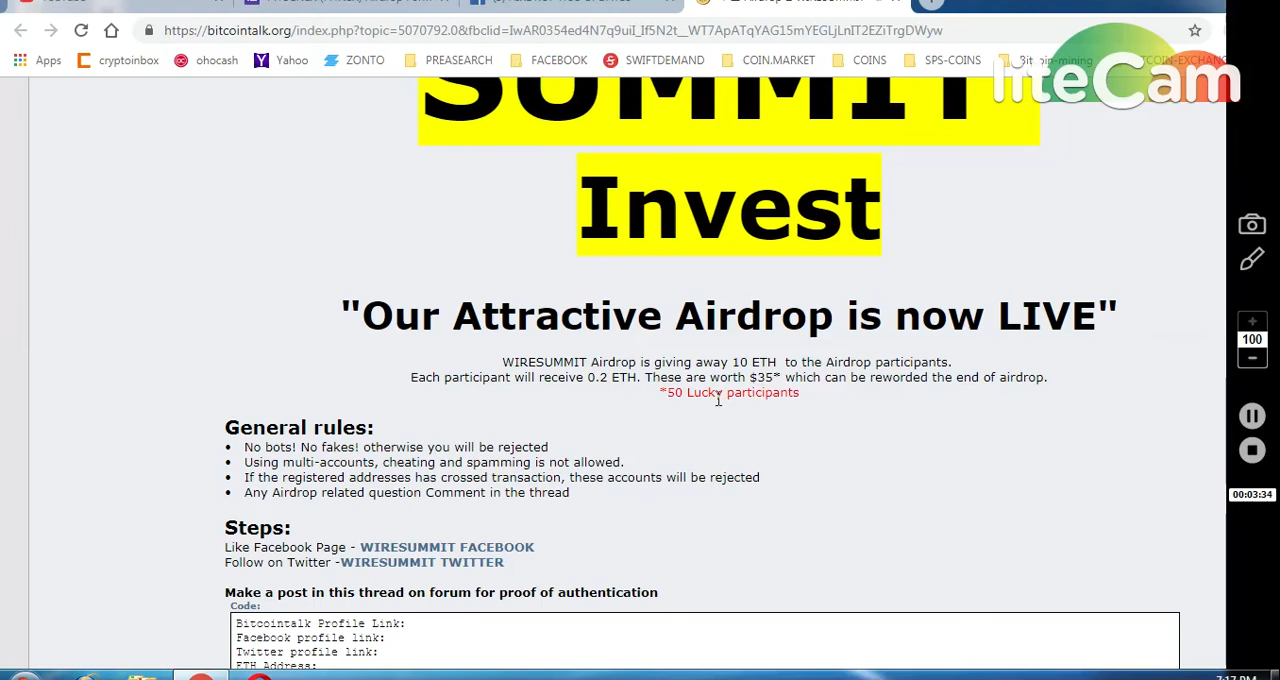 https://bitcointalk.org/index.php?topic=5070792.0&fbclid=IwAR0354ed4N7q9uiI_If5N2t__WT7ApATqYAG15mYEGLjLnIT2EZiTrgDWyw
Apps cryptoinbox ohocash Yahoo ZONTO PREASEARCH FACEBOOK SWIFTDEMAND COIN.MARKET COINS SPS-COINS
liteCam
SUMMIT
Invest
"Our Attractive Airdrop is now LIVE"
WIRESUMMIT Airdrop is giving away 10 ETH to the Airdrop participants.
Each participant will receive 0.2 ETH. These are worth $35* which can be reworded the end of airdrop.
*50 Lucky participants
General rules:
• No bots! No fakes! otherwise you will be rejected
• Using multi-accounts, cheating and spamming is not allowed.
• If the registered addresses has crossed transaction, these accounts will be rejected
• Any Airdrop related question Comment in the thread
Steps:
Like Facebook Page - WIRESUMMIT FACEBOOK
Follow on Twitter -WIRESUMMIT TWITTER
Make a post in this thread on forum for proof of authentication
Code:
Bitcointalk Profile Link:
Facebook profile link:
Twitter profile link:
ETH Address:
100
00:03:34
7:17 PM